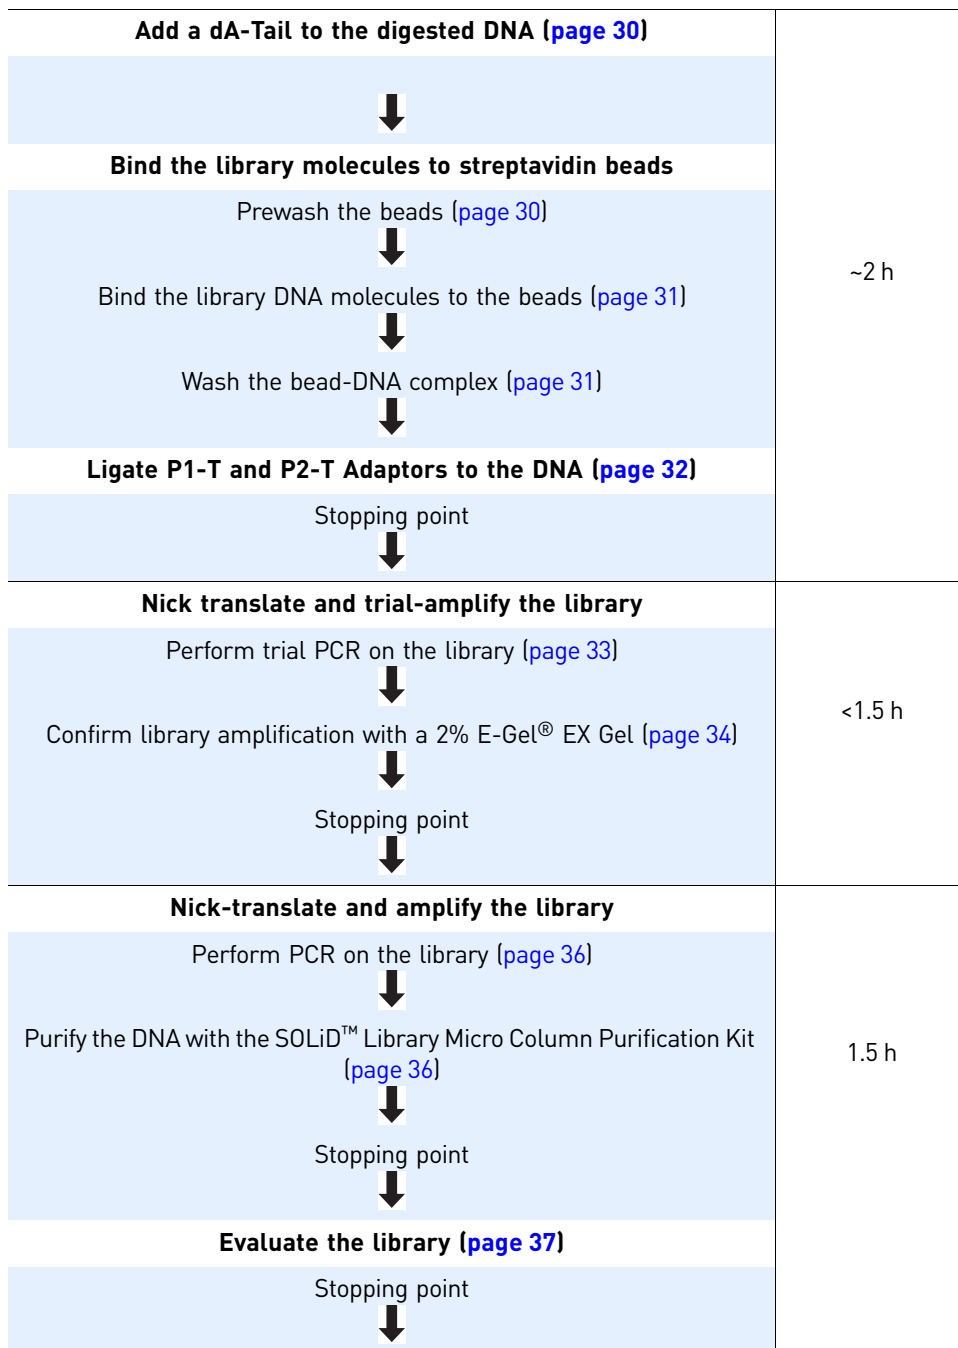 Add a dA-Tail to the digested DNA (page 30)
Bind the library molecules to streptavidin beads
Prewash the beads (page 30)
~2 h
Bind the library DNA molecules to the beads (page 31)
Wash the bead-DNA complex (page 31)
Ligate P1-T and P2-T Adaptors to the DNA (page 32)
Stopping point
Nick translate and trial-amplify the library
Perform trial PCR on the library (page 33)
<1.5 h
Confirm library amplification with a 2% E-Gel® EX Gel (page 34)
Stopping point
Nick-translate and amplify the library
Perform PCR on the library (page 36)
Purify the DNA with the SOLiD™ Library Micro Column Purification Kit
(page 36)
1.5 h
Stopping point
Evaluate the library (page 37)
Stopping point